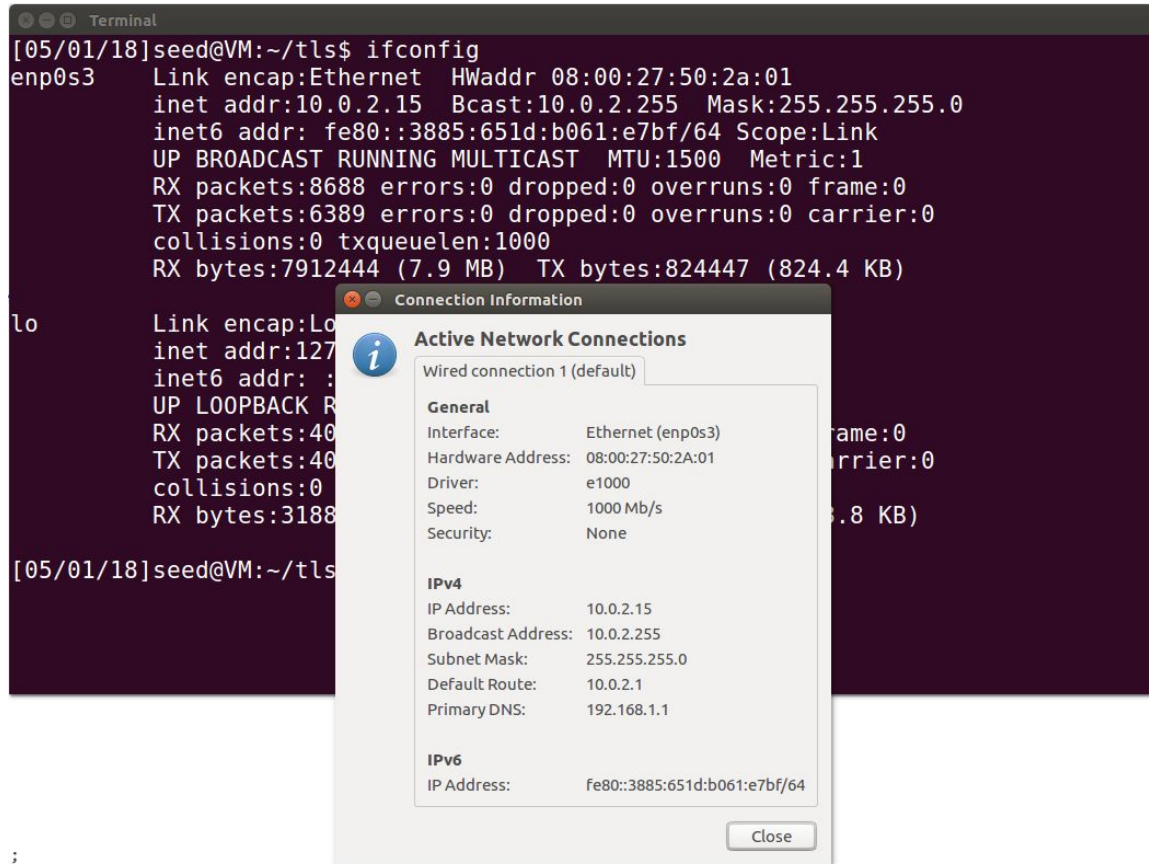 Terminal
[05/01/18]seed@VM:~/tls$ ifconfig
enp0s3 Link encap:Ethernet HWaddr 08:00:27:50:2a:01
inet addr:10.0.2.15 Bcast:10.0.2.255 Mask:255.255.255.0
inet6 addr: fe80::3885:651d:b061:e7bf/64 Scope:Link
UP BROADCAST RUNNING MULTICAST MTU:1500 Metric:1
RX packets:8688 errors:0 dropped:0 overruns:0 frame:0
TX packets:6389 errors:0 dropped:0 overruns:0 carrier:0
collisions:0 txqueuelen:1000
RX bytes:7912444 (7.9 MB) TX bytes:824447 (824.4 KB)
lo Link encap:Lo
inet addr:127
inet6 addr: :
UP LOOPBACK R
RX packets:40 rame:0
TX packets:40 rrier:0
collisions:0
RX bytes:3188 .8 KB)
[05/01/18]seed@VM:~/tls
Connection Information
Active Network Connections
Wired connection 1 (default)
General
Interface: Ethernet (enp0s3)
Hardware Address: 08:00:27:50:2A:01
Driver: e1000
Speed: 1000 Mb/s
Security: None
IPv4
IP Address: 10.0.2.15
Broadcast Address: 10.0.2.255
Subnet Mask: 255.255.255.0
Default Route: 10.0.2.1
Primary DNS: 192.168.1.1
IPv6
IP Address: fe80::3885:651d:b061:e7bf/64
Close
;